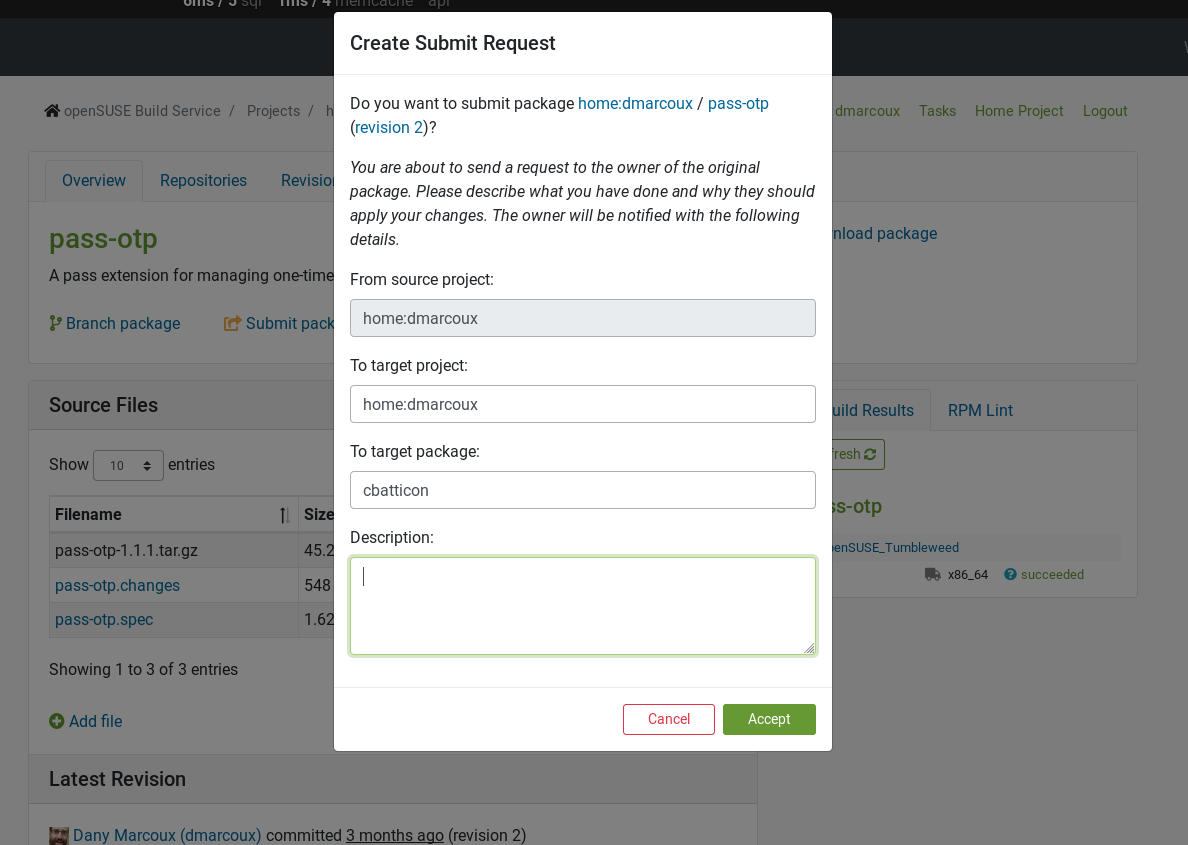 6ms / 5 sql 1ms / 4 memcache api
Create Submit Request
Do you want to submit package home:dmarcoux / pass-otp
(revision 2)?
You are about to send a request to the owner of the original
package. Please describe what you have done and why they should
apply your changes. The owner will be notified with the following
details.
From source project:
home:dmarcoux
To target project:
home:dmarcoux
To target package:
cbatticon
Description:
Cancel Accept
openSUSE Build Service / Projects / h
dmarcoux Tasks Home Project Logout
Overview Repositories Revision
pass-otp
A pass extension for managing one-time
nload package
Branch package Submit pack
Source Files
Show 10 entries
Filename Size
pass-otp-1.1.1.tar.gz 45.2
pass-otp.changes 548
pass-otp.spec 1.62
Showing 1 to 3 of 3 entries
Add file
Latest Revision
Dany Marcoux (dmarcoux) committed 3 months ago (revision 2)
uild Results RPM Lint
fresh
ss-otp
enSUSE_Tumbleweed
x86_64 succeeded